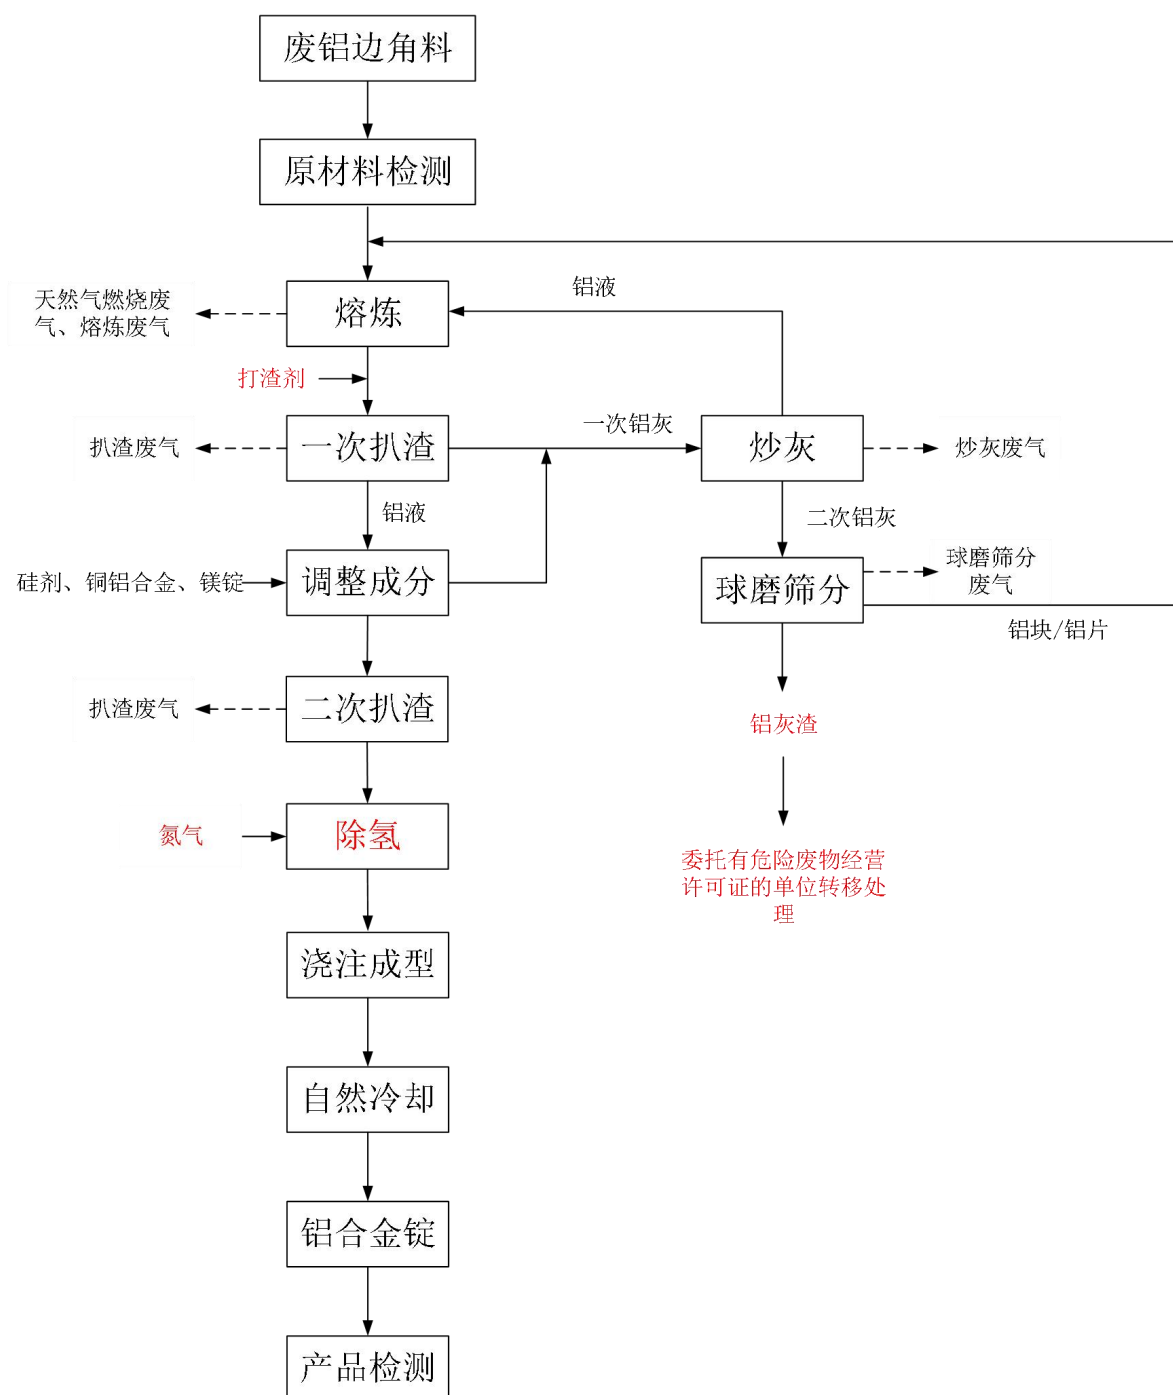 废铝边角料
原材料检测
铝液
天然气燃烧废
气、熔炼废气
熔炼
打渣剂
一次铝灰
扒渣废气
一次扒渣
炒灰
炒灰废气
铝液
二次铝灰
硅剂、铜铝合金、镁锭
调整成分
球磨筛分
球磨筛分
废气
铝块/铝片
扒渣废气
二次扒渣
铝灰渣
氮气
除氢
委托有危险废物经营
许可证的单位转移处
理
浇注成型
自然冷却
铝合金锭
产品检测